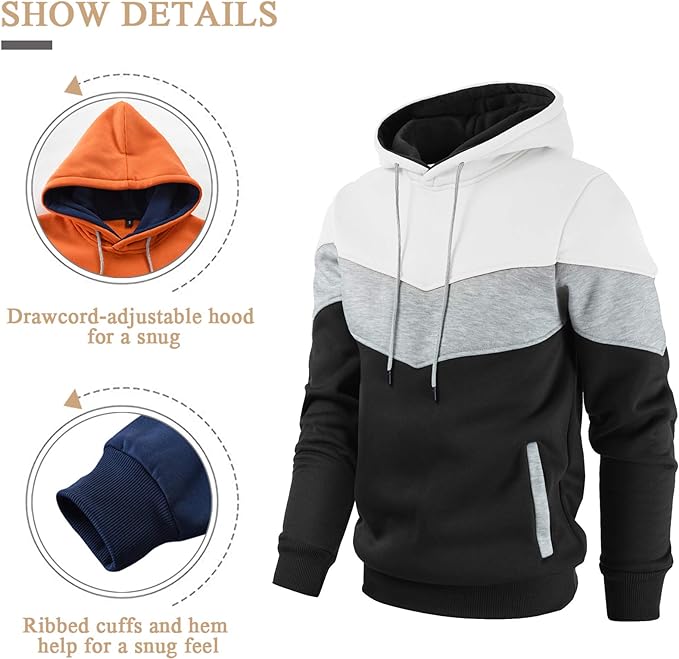 SHOW DETAILS
Drawcord-adjustable hood
for a snug
Ribbed cuffs and hem
help for a snug feel